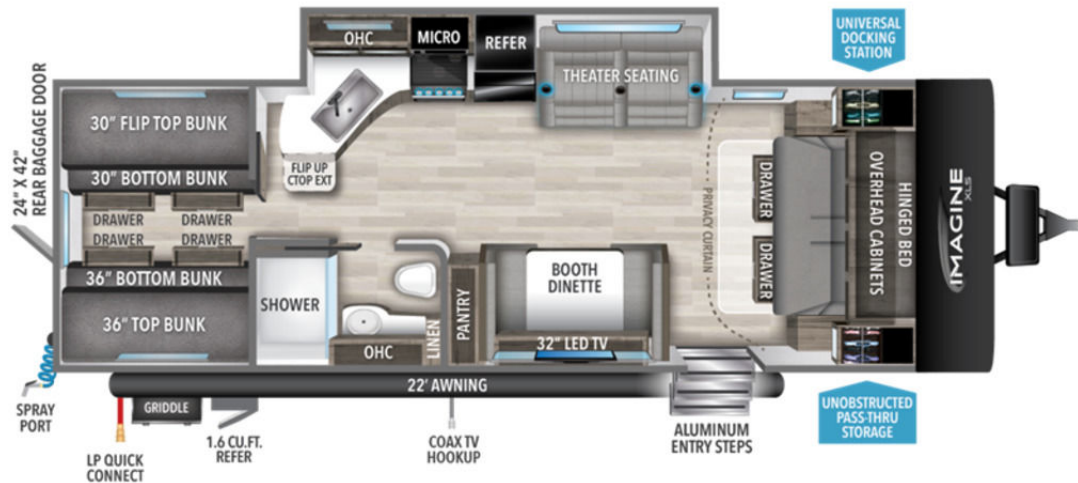 UNIVERSAL
DOCKING
STATION
OHC
MICRO
REFER
THEATER SEATING
24" X 42"
REAR BAGGAGE DOOR
30" FLIP TOP BUNK
30" BOTTOM BUNK
FLIP UP
CTOP EXT
DRAWER
DRAWER
DRAWER
DRAWER
36" BOTTOM BUNK
36" TOP BUNK
SHOWER
OHC
LINEN
PANTRY
BOOTH
DINETTE
32" LED TV
PRIVACY CURTAIN
DRAWER
DRAWER
OVERHEAD CABINETS
HINGED BED
IMAGINE
XLS
22' AWNING
SPRAY
PORT
GRIDDLE
LP QUICK
CONNECT
1.6 CU.FT.
REFER
COAX TV
HOOKUP
ALUMINUM
ENTRY STEPS
UNOBSTRUCTED
PASS-THRU
STORAGE